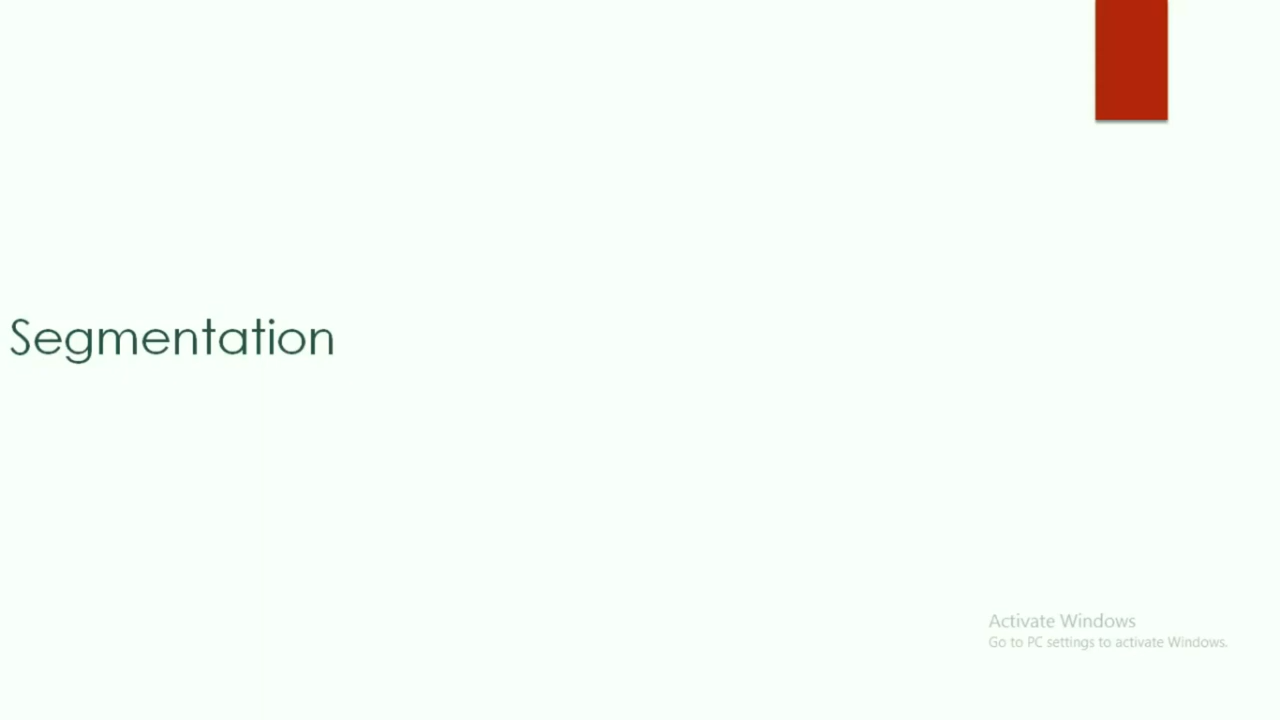 Segmentation
Activate Windows
Go to PC settings to activate Windows.